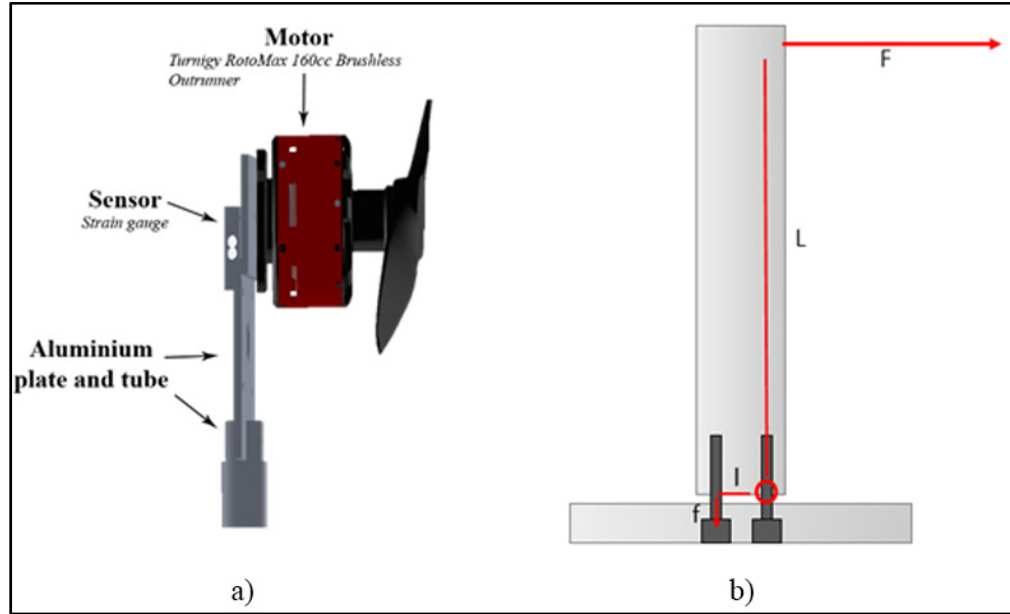 Motor
Turnigy RotoMax 160cc Brushless
Outrunner
Sensor
Strain gauge
Aluminium
plate and tube
a)
F
L
l
f
b)